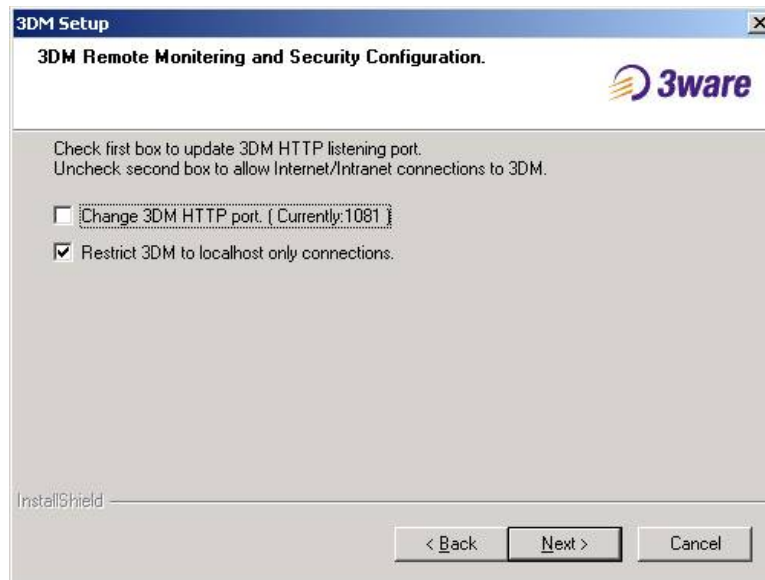 3DM Setup
3DM Remote Monitering and Security Configuration.
3ware
Check first box to update 3DM HTTP listening port.
Uncheck second box to allow Internet/Intranet connections to 3DM.
Change 3DM HTTP port. ( Currently:1081 )
Restrict 3DM to localhost only connections.
InstallShield
< Back Next > Cancel